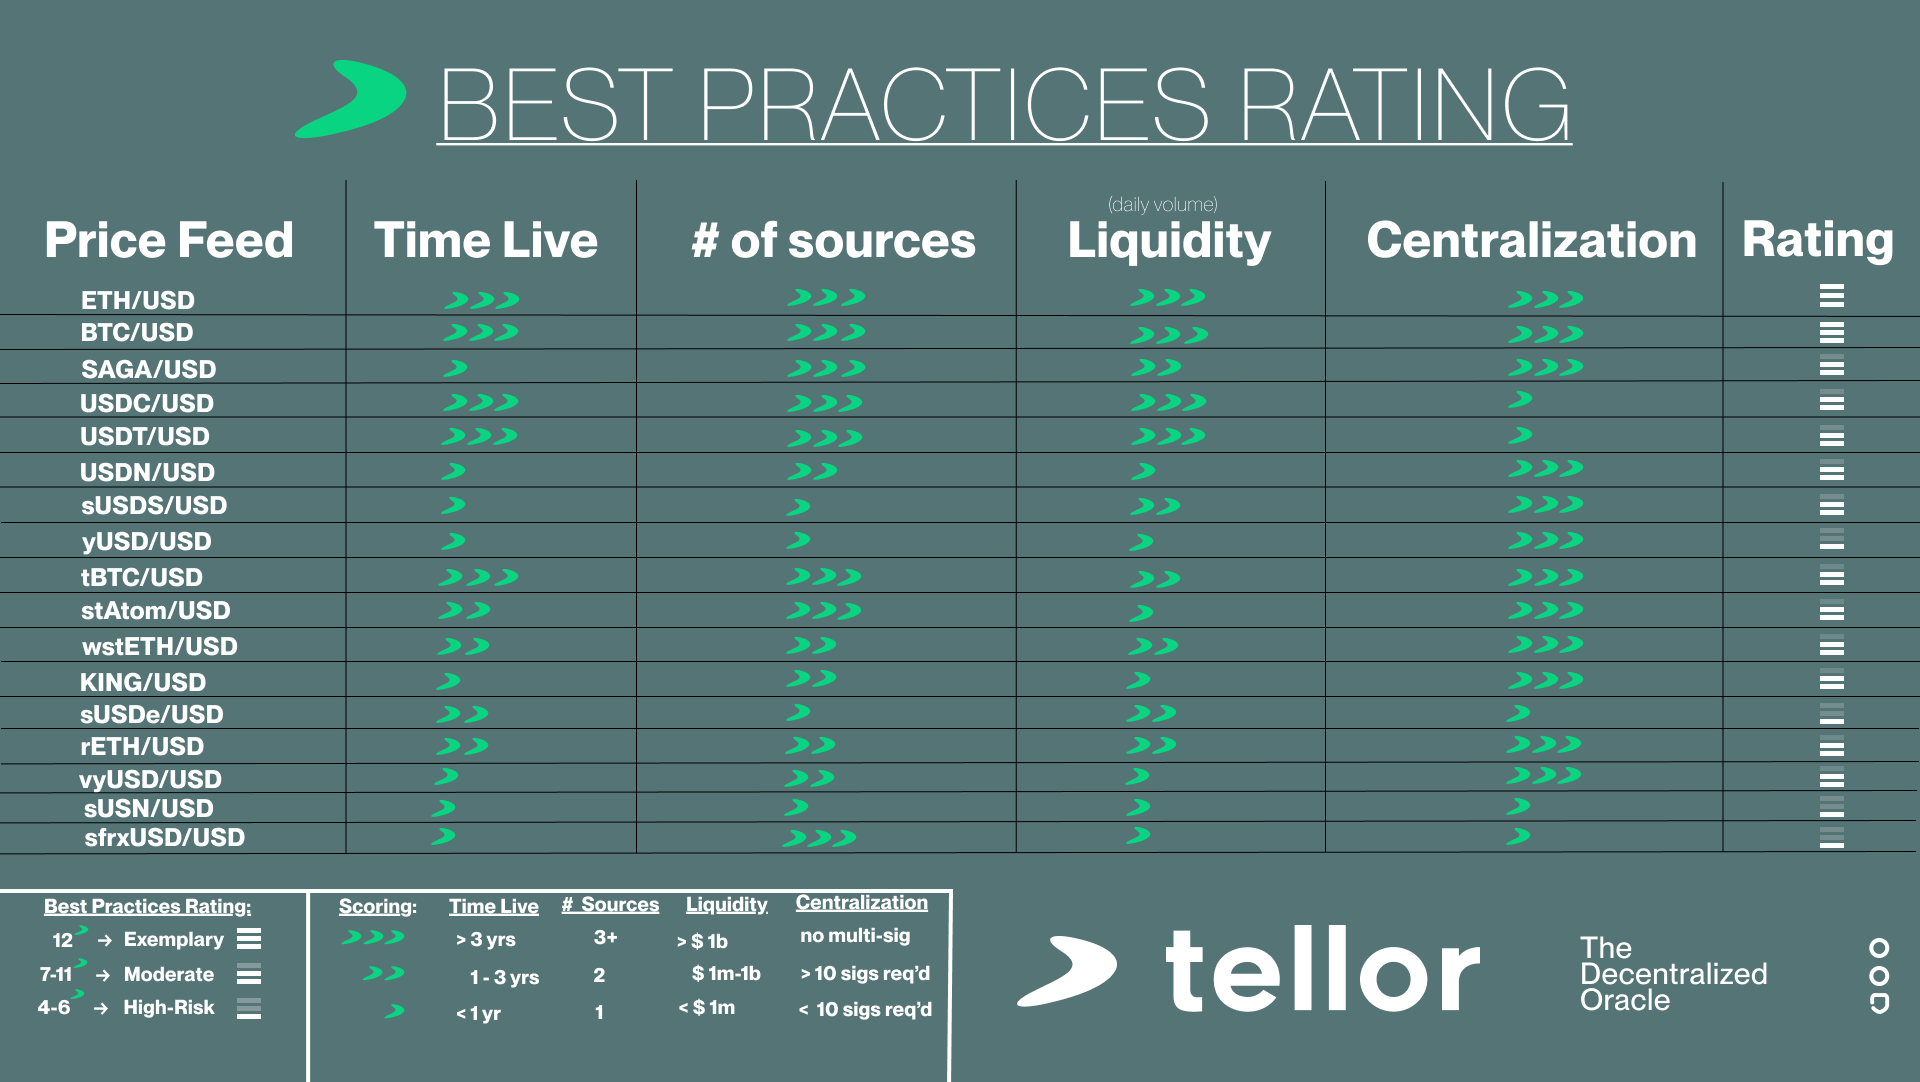 BEST PRACTICES RATING
(daily volume)
Price Feed Time Live # of sources Liquidity Centralization Rating
ETH/USD
BTC/USD
SAGA/USD
USDC/USD
USDT/USD
USDN/USD
sUSDS/USD
yUSD/USD
tBTC/USD
stAtom/USD
wstETH/USD
KING/USD
sUSDe/USD
rETH/USD
vyUSD/USD
sUSN/USD
sfrxUSD/USD
Best Practices Rating:
12 → Exemplary
7-11 → Moderate
4-6 → High-Risk
Scoring: Time Live # Sources Liquidity Centralization
> 3 yrs 3+ > $ 1b no multi-sig
1 - 3 yrs 2 $ 1m-1b > 10 sigs req'd
< 1 yr 1 < $ 1m < 10 sigs req'd
tellor
The
Decentralized
Oracle